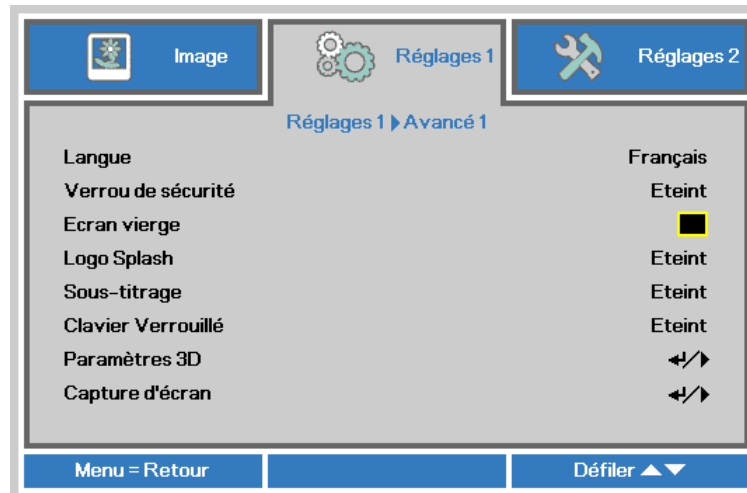 Image Réglages 1 Réglages 2
Réglages 1 ▶ Avancé 1
Langue Français
Verrou de sécurité Eteint
Ecran vierge
Logo Splash Eteint
Sous-titrage Eteint
Clavier Verrouillé Eteint
Paramètres 3D ↵/▶
Capture d'écran ↵/▶
Menu = Retour Défiler ▲▼